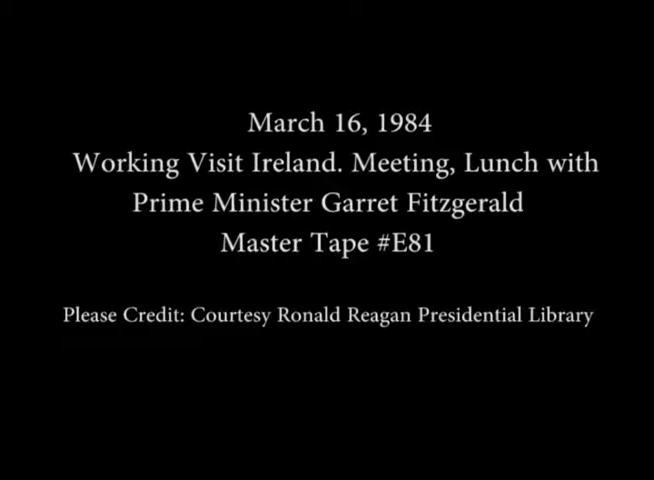 March 16, 1984
Working Visit Ireland. Meeting, Lunch with
Prime Minister Garret Fitzgerald
Master Tape #E81
Please Credit: Courtesy Ronald Reagan Presidential Library